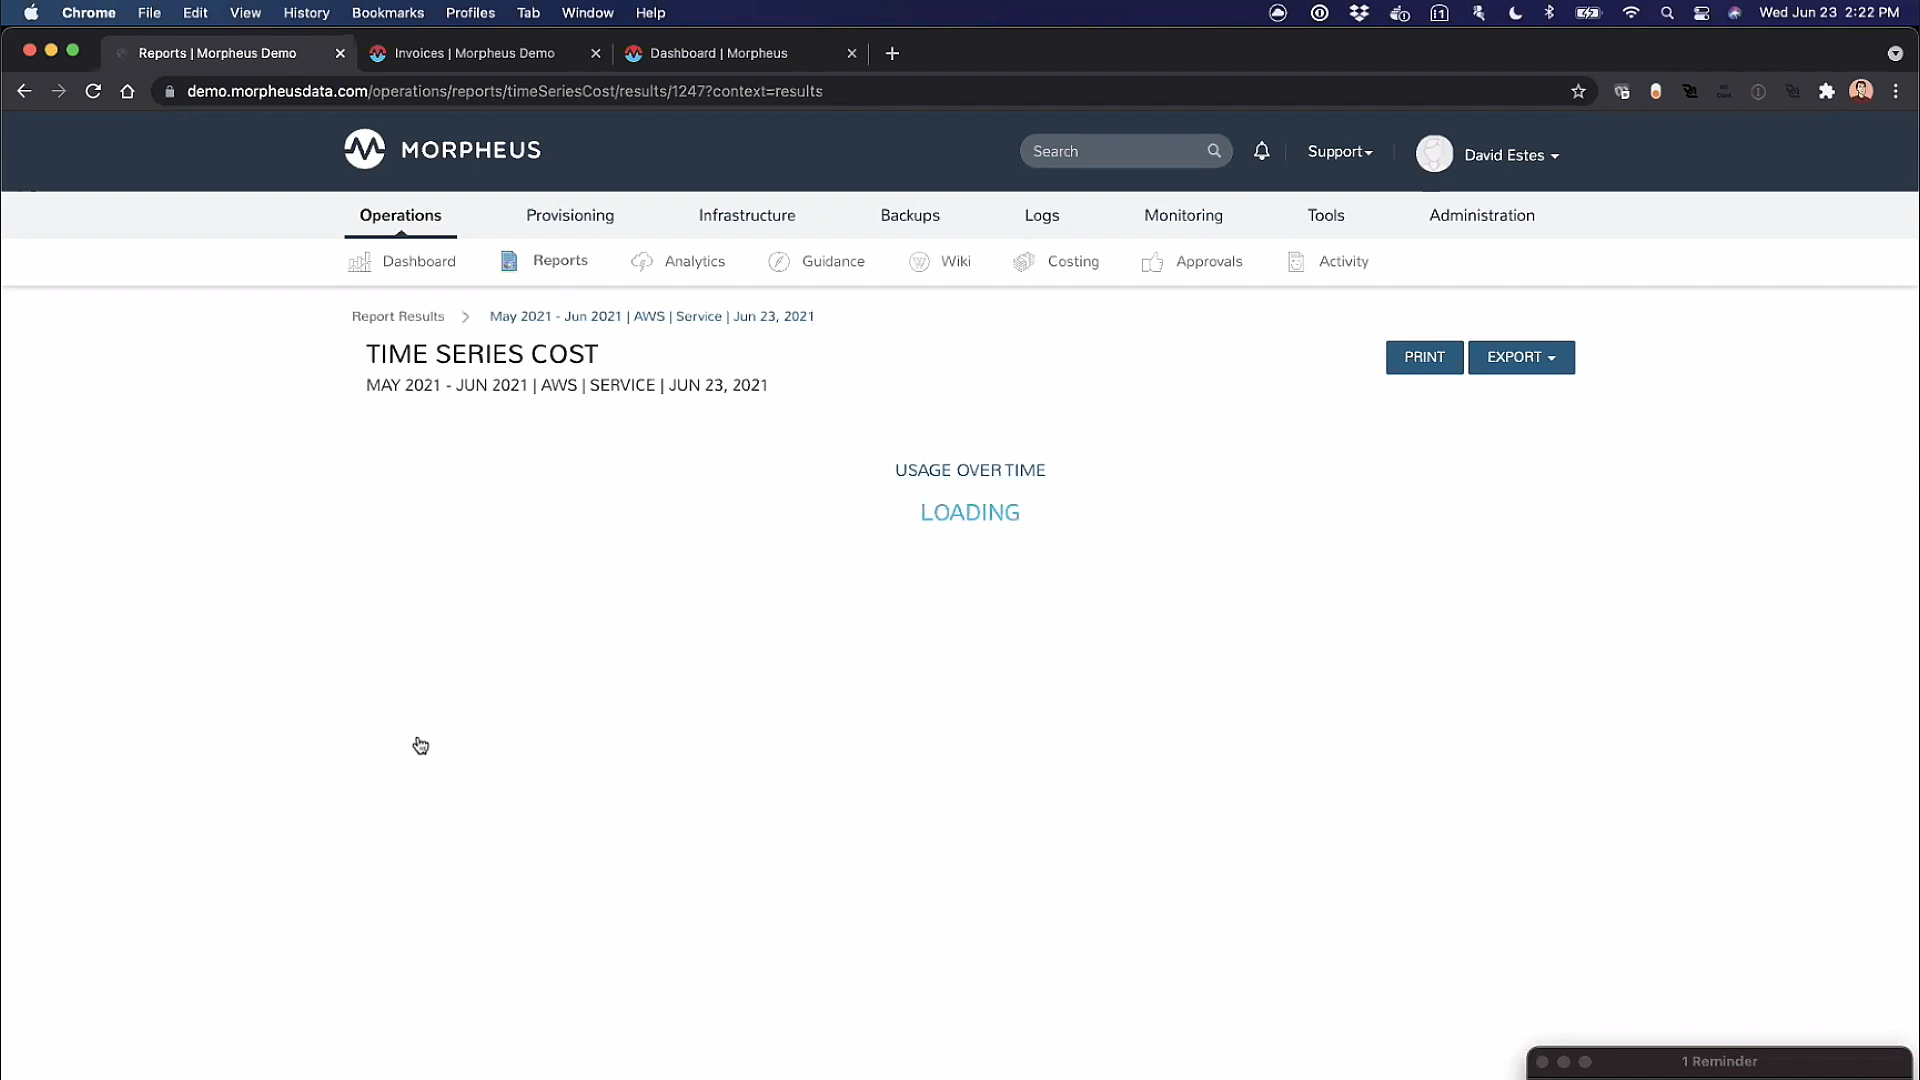 Chrome File Edit View History Bookmarks Profiles Tab Window Help Wed Jun 23 2:22 PM
Reports | Morpheus Demo Invoices | Morpheus Demo Dashboard | Morpheus
demo.morpheusdata.com/operations/reports/timeSeriesCost/results/1247?context=results
MORPHEUS Search Support David Estes
Operations Provisioning Infrastructure Backups Logs Monitoring Tools Administration
Dashboard Reports Analytics Guidance Wiki Costing Approvals Activity
Report Results > May 2021 - Jun 2021 | AWS | Service | Jun 23, 2021
TIME SERIES COST
PRINT EXPORT
MAY 2021 - JUN 2021 | AWS | SERVICE | JUN 23, 2021
USAGE OVER TIME
LOADING
1 Reminder